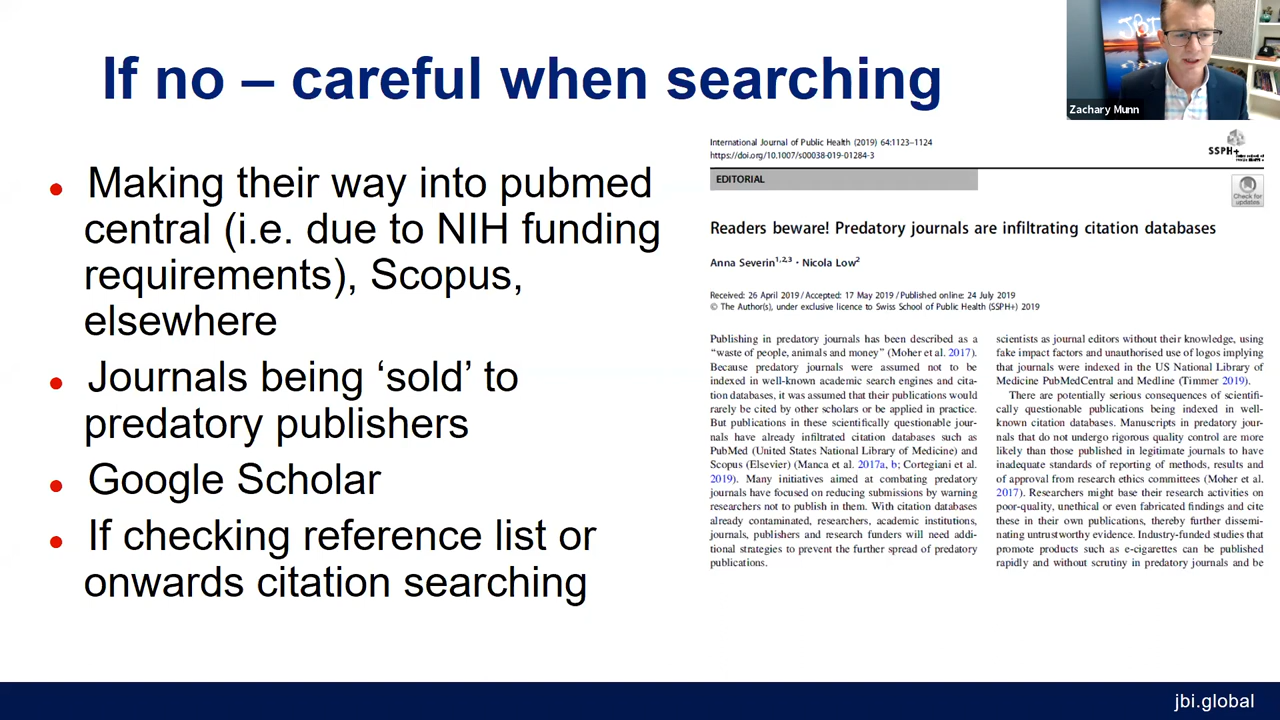 If no – careful when searching
JBI
Zachary Munn
• Making their way into pubmed
central (i.e. due to NIH funding
requirements), Scopus,
elsewhere
• Journals being ‘sold’ to
predatory publishers
• Google Scholar
• If checking reference list or
onwards citation searching
International Journal of Public Health (2019) 64:1123–1124
https://doi.org/10.1007/s00038-019-01284-3
SSPH+
EDITORIAL
Check for
updates
Readers beware! Predatory journals are infiltrating citation databases
Anna Severin1,2,3 · Nicola Low2
Received: 26 April 2019 / Accepted: 17 May 2019 / Published online: 24 July 2019
© The Author(s), under exclusive licence to Swiss School of Public Health (SSPH+) 2019
Publishing in predatory journals has been described as a
“waste of people, animals and money” (Moher et al. 2017).
Because predatory journals were assumed not to be
indexed in well-known academic search engines and cita-
tion databases, it was assumed that their publications would
rarely be cited by other scholars or be applied in practice.
But publications in these scientifically questionable jour-
nals have already infiltrated citation databases such as
PubMed (United States National Library of Medicine) and
Scopus (Elsevier) (Manca et al. 2017a, b; Cortegiani et al.
2019). Many initiatives aimed at combating predatory
journals have focused on reducing submissions by warning
researchers not to publish in them. With citation databases
already contaminated, researchers, academic institutions,
journals, publishers and research funders will need addi-
tional strategies to prevent the further spread of predatory
publications.
scientists as journal editors without their knowledge, using
fake impact factors and unauthorised use of logos implying
that journals were indexed in the US National Library of
Medicine PubMedCentral and Medline (Timmer 2019).
There are potentially serious consequences of scientifi-
cally questionable publications being indexed in well-
known citation databases. Manuscripts in predatory jour-
nals that do not undergo rigorous quality control are more
likely than those published in legitimate journals to have
inadequate standards of reporting of methods, results and
of approval from research ethics committees (Moher et al.
2017). Researchers might base their research activities on
poor-quality, unethical or even fabricated findings and cite
these in their own publications, thereby further dissemi-
nating untrustworthy evidence. Industry-funded studies that
promote products such as e-cigarettes can be published
rapidly and without scrutiny in predatory journals and be
jbi.global